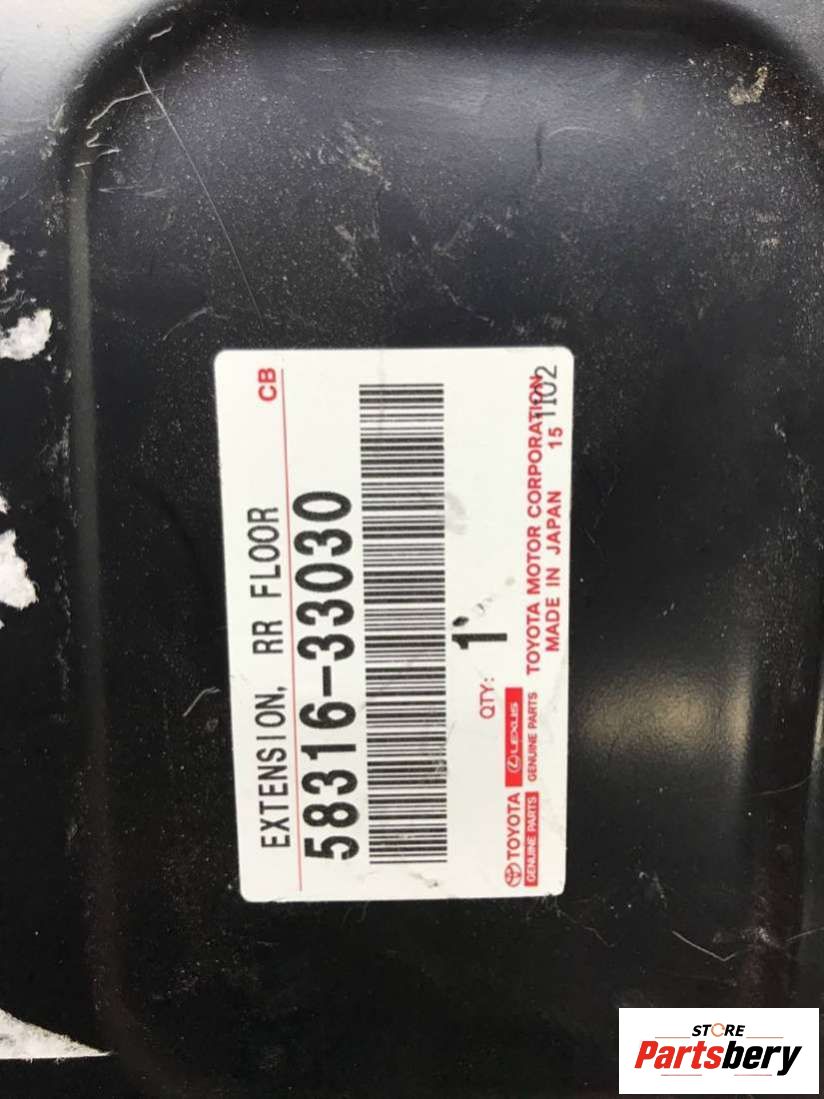 EXTENSION, RR FLOOR
CB
58316-33030
QTY: 1
TOYOTA
GENUINE PARTS
LEXUS
GENUINE PARTS
TOYOTA MOTOR CORPORATION
MADE IN JAPAN 15 1102
STORE
Partsbery